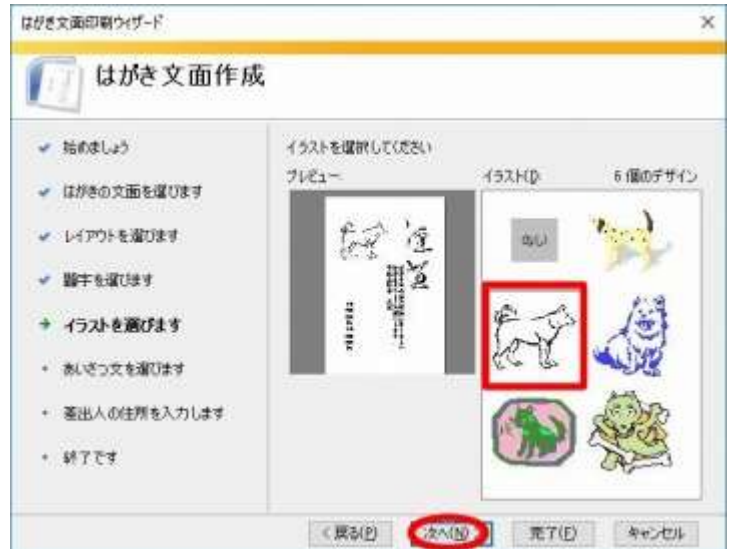 はがき文面印刷ウィザード
はがき文面作成
始めましょう
はがきの文面を選びます
レイアウトを選びます
題字を選びます
イラストを選びます
あいさつ文を選びます
差出人の住所を入力します
終了です
イラストを選択してください
プレビュー:
イラスト(I):
6 個のデザイン
なし
< 戻る(P)
次へ(N)
完了(F)
キャンセル